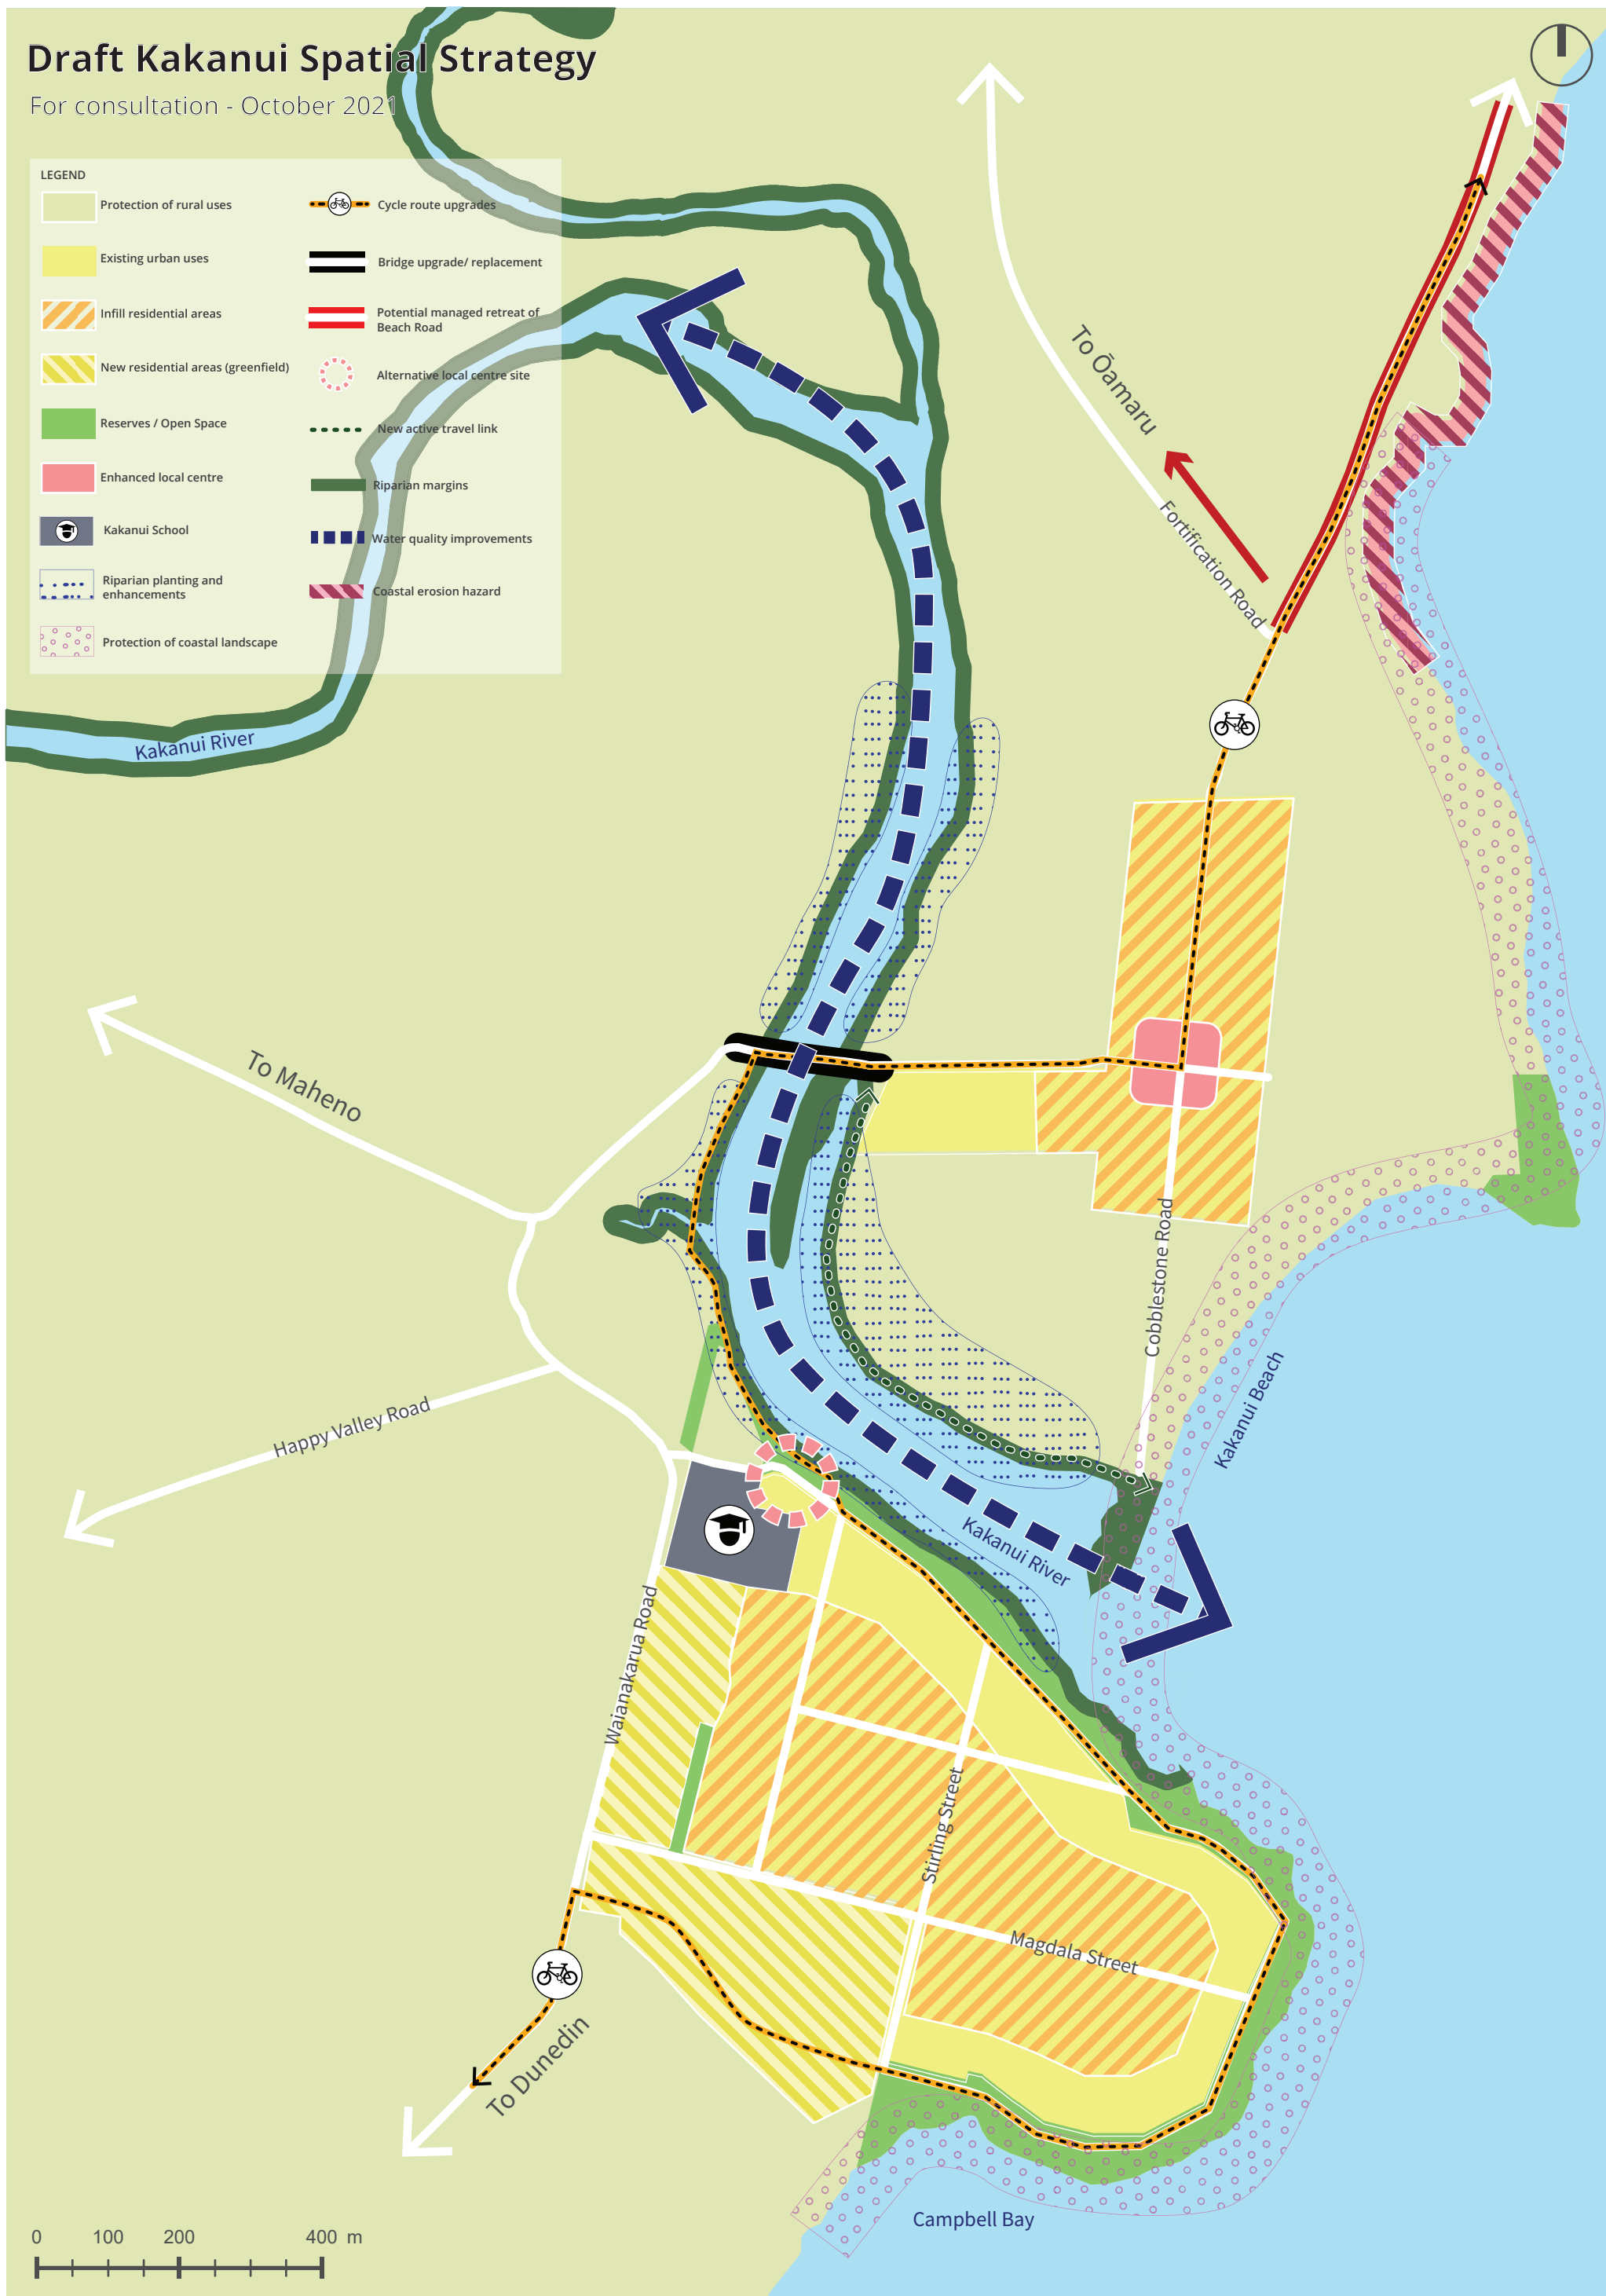 Draft Kakanui Spatial Strategy
For consultation - October 2021
LEGEND
Protection of rural uses
Existing urban uses
Infill residential areas
New residential areas (greenfield)
Reserves / Open Space
Enhanced local centre
Kakanui School
Riparian planting and
enhancements
Protection of coastal landscape
Cycle route upgrades
Bridge upgrade/ replacement
Potential managed retreat of
Beach Road
Alternative local centre site
New active travel link
Riparian margins
Water quality improvements
Coastal erosion hazard
To Ōamaru
Fortification Road
Kakanui River
To Maheno
Cobblestone Road
Kakanui Beach
Happy Valley Road
Kakanui River
Waianakarua Road
Stirling Street
Magdala Street
To Dunedin
Campbell Bay
0 100 200 400 m